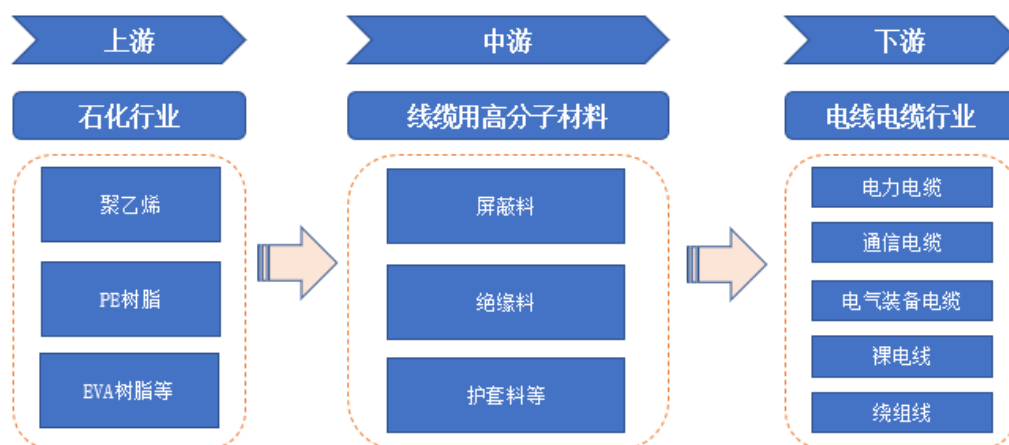 上游
中游
下游
石化行业
线缆用高分子材料
电线电缆行业
聚乙烯
PE树脂
EVA树脂等
屏蔽料
绝缘料
护套料等
电力电缆
通信电缆
电气装备电缆
裸电线
绕组线